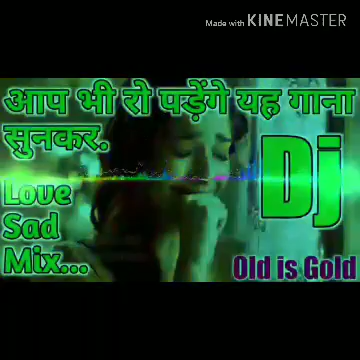 Made with KINEMASTER
आप भी रो पड़ेंगे यह गाना
सुनकर.
Dj
Love
Sad
Mix...
Old is Gold